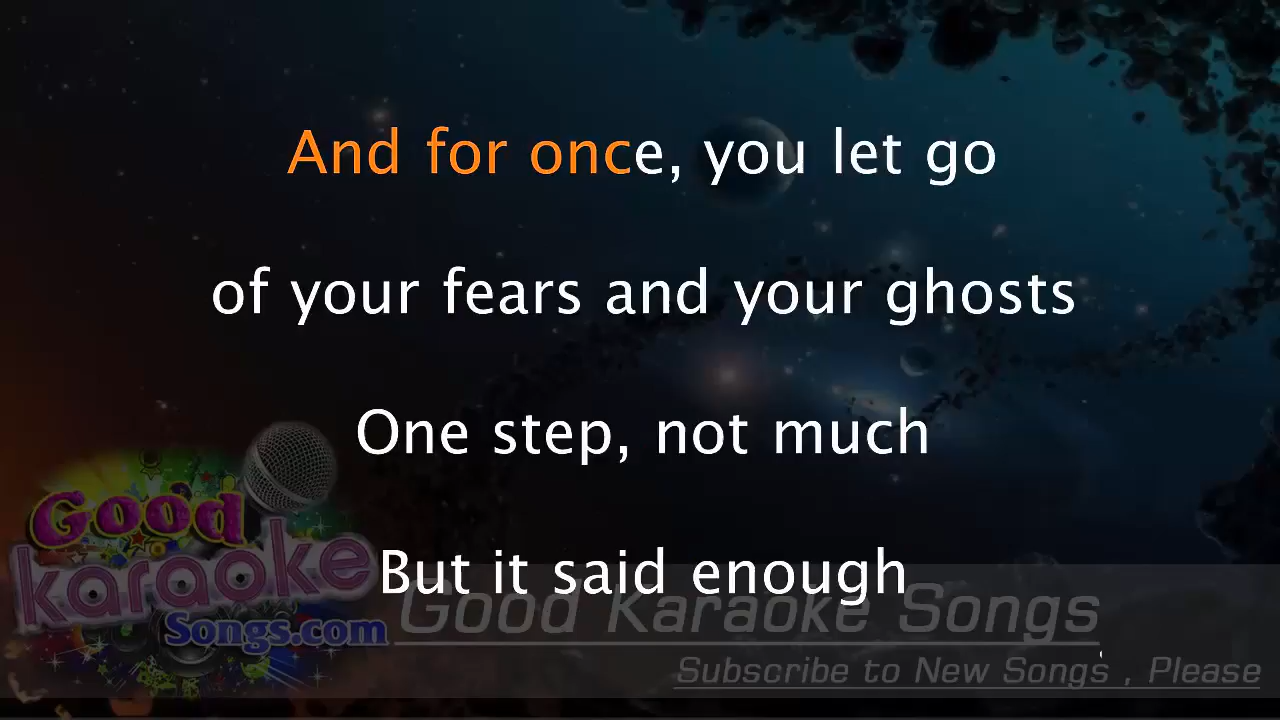 And for once, you let go
of your fears and your ghosts
One step, not much
But it said enough
Good
karaoke
Songs.com
Good Karaoke Songs
Subscribe to New Songs , Please